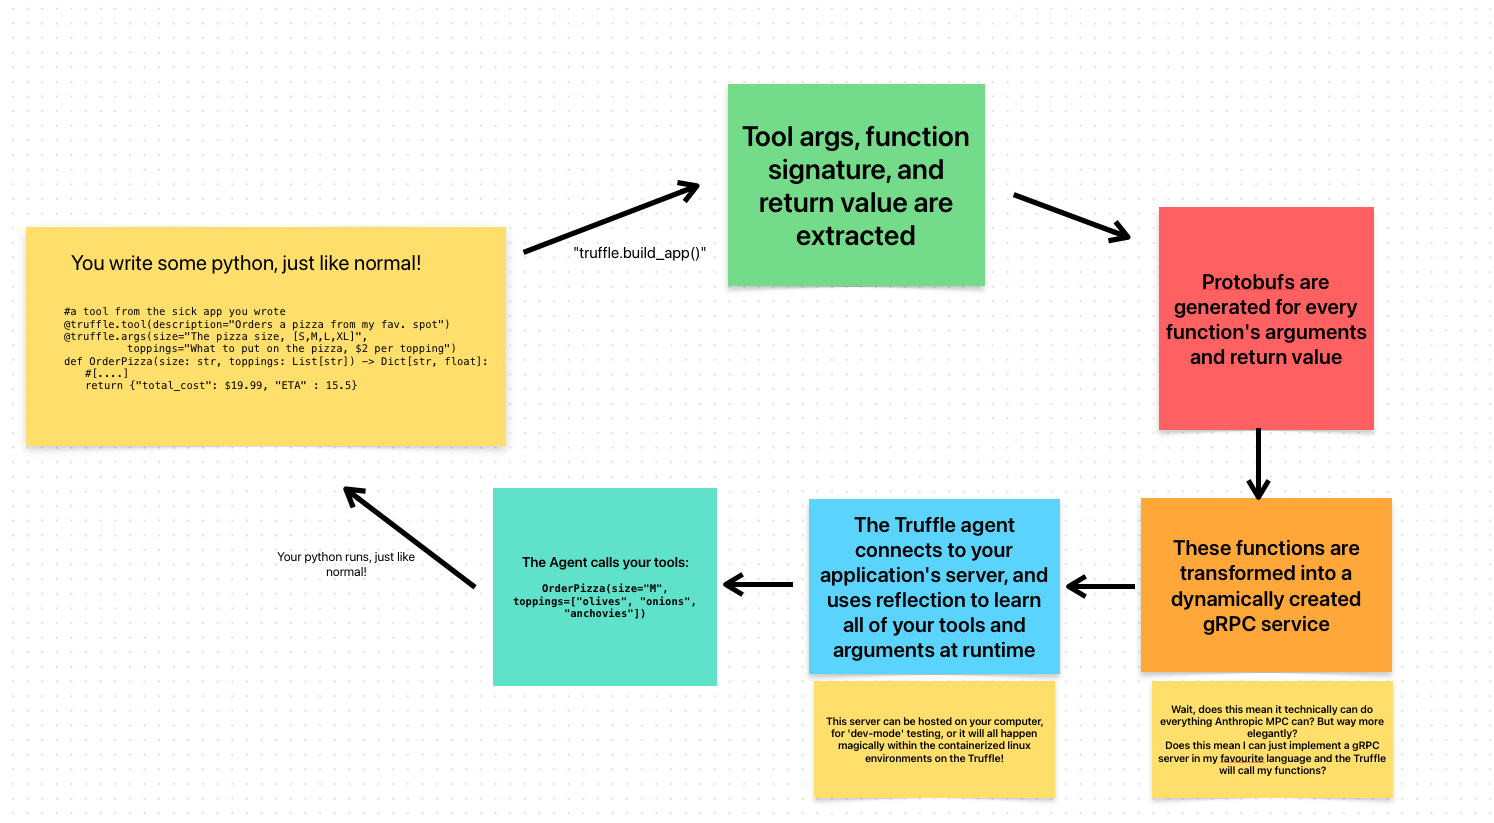 You write some python, just like normal!
#a tool from the sick app you wrote
@truffle.tool(description="Orders a pizza from my fav. spot")
@truffle.args(size="The pizza size, [S,M,L,XL]",
toppings="What to put on the pizza, $2 per topping")
def OrderPizza(size: str, toppings: List[str]) —> Dict[str, float]:
#[....]
return {"total_cost": $19.99, "ETA" : 15.5}
"truffle.build_app()"
Tool args, function
signature, and
return value are
extracted
Protobufs are
generated for every
function's arguments
and return value
These functions are
transformed into a
dynamically created
gRPC service
Wait, does this mean it technically can do
everything Anthropic MPC can? But way more
elegantly?
Does this mean I can just implement a gRPC
server in my favourite language and the Truffle
will call my functions?
The Truffle agent
connects to your
application's server, and
uses reflection to learn
all of your tools and
arguments at runtime
This server can be hosted on your computer,
for 'dev-mode' testing, or it will all happen
magically within the containerized linux
environments on the Truffle!
The Agent calls your tools:
OrderPizza(size="M",
toppings=["olives", "onions",
"anchovies"])
Your python runs, just like
normal!